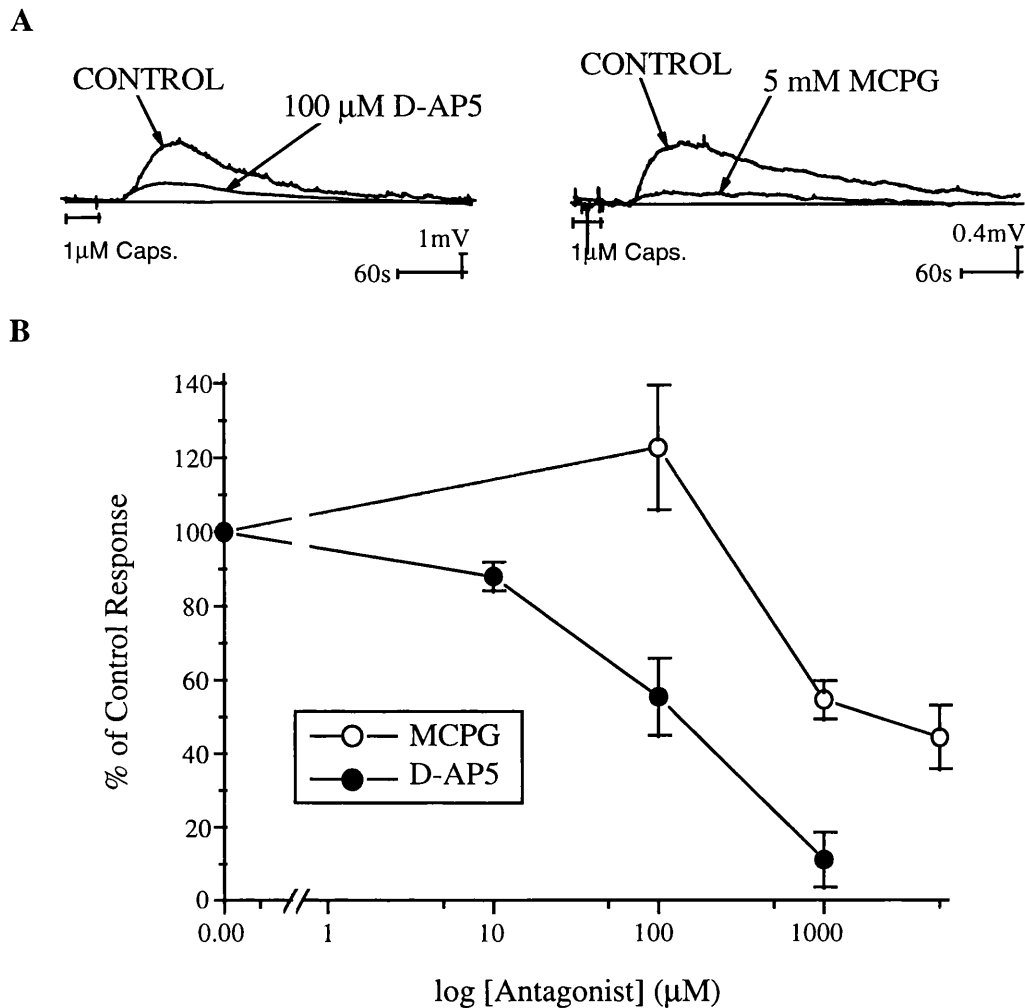 A
CONTROL
100 µM D-AP5
1µM Caps.
1mV
60s
CONTROL
5 mM MCPG
1µM Caps.
0.4mV
60s
B
140
120
100
80
60
40
20
0
% of Control Response
MCPG
D-AP5
0.00 1 10 100 1000
log [Antagonist] (µM)